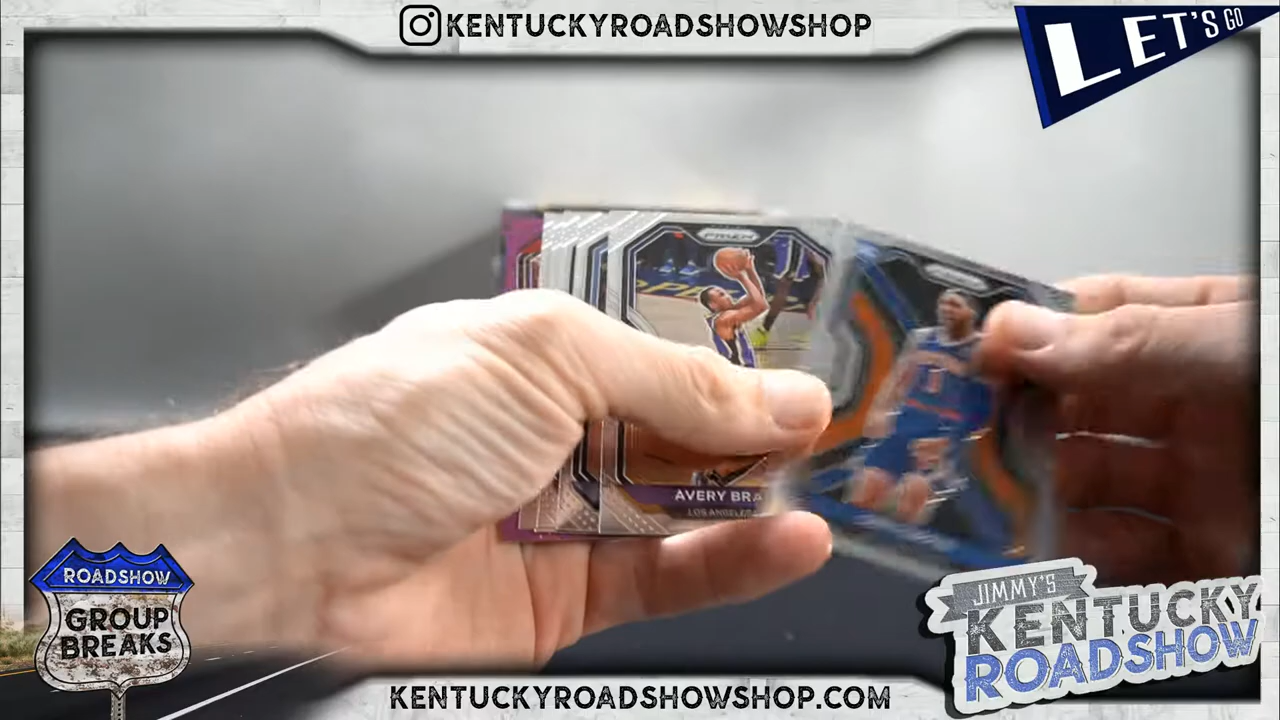 KENTUCKYROADSHOWSHOP
LET'S GO
PRIZM
AVERY BRA
LOS ANGELES
ROADSHOW
GROUP
BREAKS
JIMMY'S
KENTUCKY
ROADSHOW
KENTUCKYROADSHOWSHOP.COM